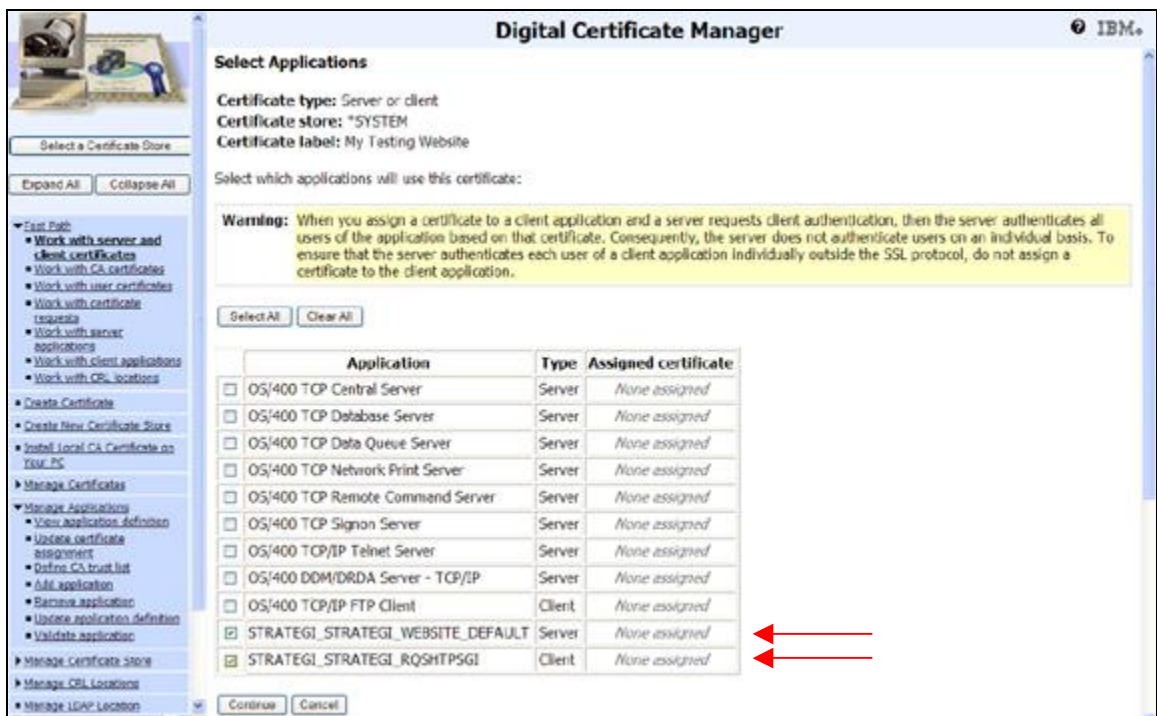 Digital Certificate Manager
IBM
Select a Certificate Store
Expand All
Collapse All
Fast Path
Work with server and
client certificates
Work with CA certificates
Work with user certificates
Work with certificate
requests
Work with server
applications
Work with client applications
Work with CRL locations
Create Certificate
Create New Certificate Store
Install Local CA Certificate on
Your PC
Manage Certificates
Manage Applications
View application definition
Update certificate
assignment
Define CA trust list
Add application
Remove application
Update application definition
Validate application
Manage Certificate Store
Manage CRL Locations
Manage LDAP Location
Select Applications
Certificate type: Server or client
Certificate store: *SYSTEM
Certificate label: My Testing Website
Select which applications will use this certificate:
Warning: When you assign a certificate to a client application and a server requests client authentication, then the server authenticates all
users of the application based on that certificate. Consequently, the server does not authenticate users on an individual basis. To
ensure that the server authenticates each user of a client application individually outside the SSL protocol, do not assign a
certificate to the client application.
Select All
Clear All
Application Type Assigned certificate
OS/400 TCP Central Server Server None assigned
OS/400 TCP Database Server Server None assigned
OS/400 TCP Data Queue Server Server None assigned
OS/400 TCP Network Print Server Server None assigned
OS/400 TCP Remote Command Server Server None assigned
OS/400 TCP Signon Server Server None assigned
OS/400 TCP/IP Telnet Server Server None assigned
OS/400 DDM/DRDA Server - TCP/IP Server None assigned
OS/400 TCP/IP FTP Client Client None assigned
STRATEGI_STRATEGI_WEBSITE_DEFAULT Server None assigned
STRATEGI_STRATEGI_RQSHTPSGI Client None assigned
Continue
Cancel